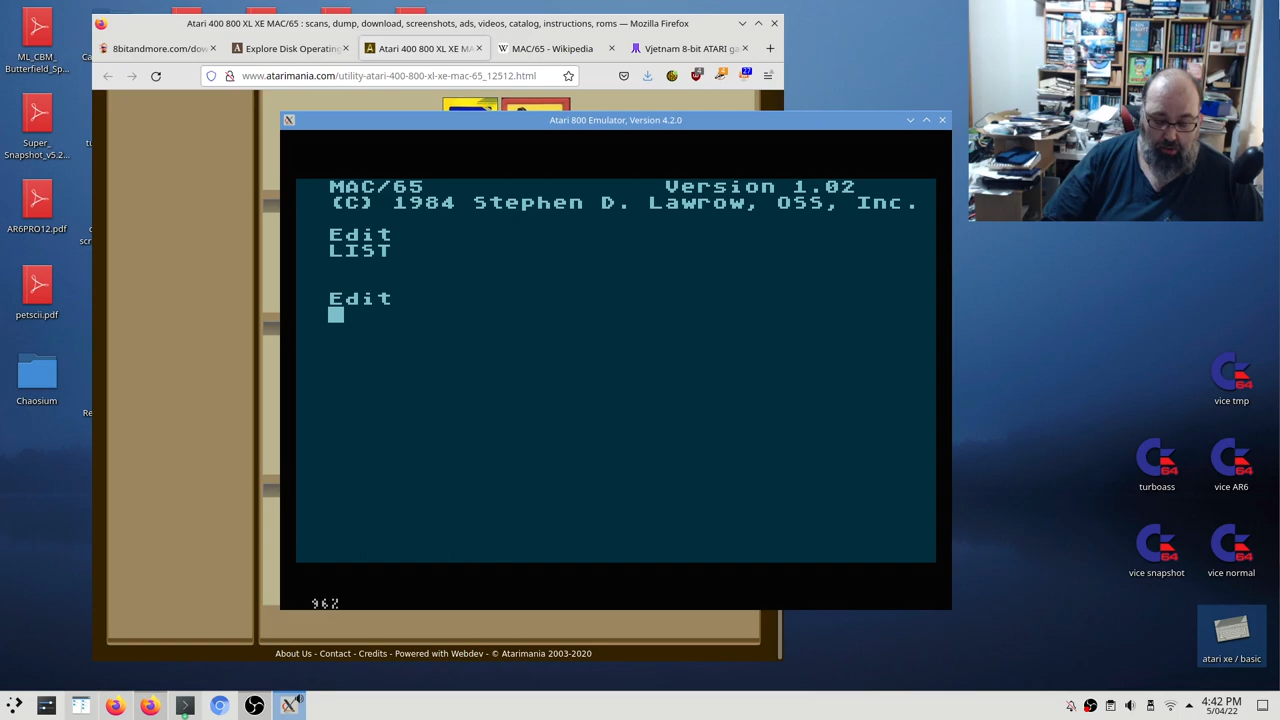 ML_CBM_
Butterfield_Sp...
Super_
Snapshot_v5.2...
AR6PRO12.pdf
petscii.pdf
Chaosium
Atari 400 800 XL XE MAC/65 : scans, dump, download, screenshots, ads, videos, catalog, instructions, roms — Mozilla Firefox
8bitandmore.com/dow
Explore Disk Operating
Atari 400 800 XL XE MA
MAC/65 - Wikipedia
Vjetnam 8-bit ATARI ga
www.atarimania.com/utility-atari-400-800-xl-xe-mac-65_12512.html
27
Atari 800 Emulator, Version 4.2.0
MAC/65 Version 1.02
(C) 1984 Stephen D. Lawrow, OSS, Inc.
Edit
LIST
Edit
96%
About Us - Contact - Credits - Powered with Webdev - © Atarimania 2003-2020
vice tmp
turboass
vice AR6
vice snapshot
vice normal
atari xe / basic
4:42 PM
5/04/22